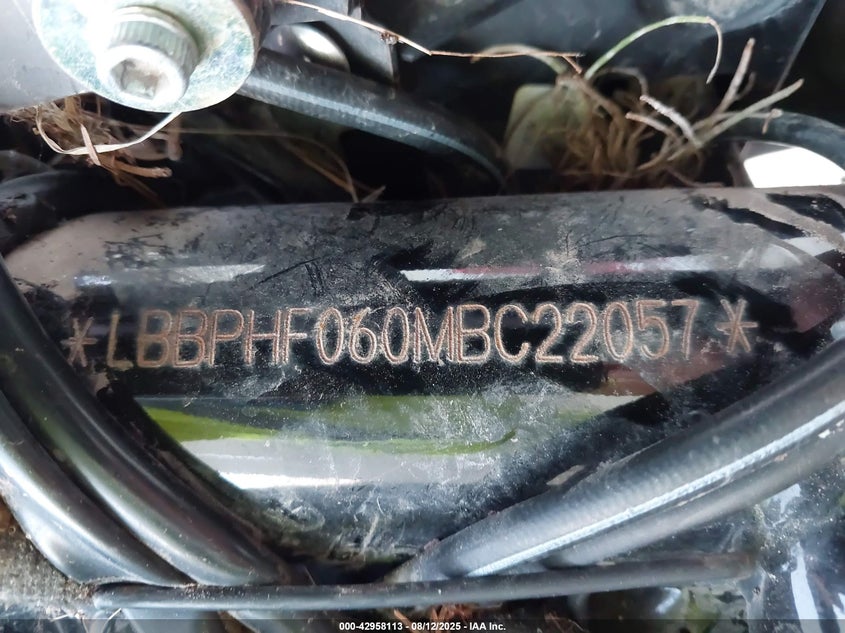 *LBBPHF060MBC22057*
000-42958113 - 08/12/2025 - IAA Inc.